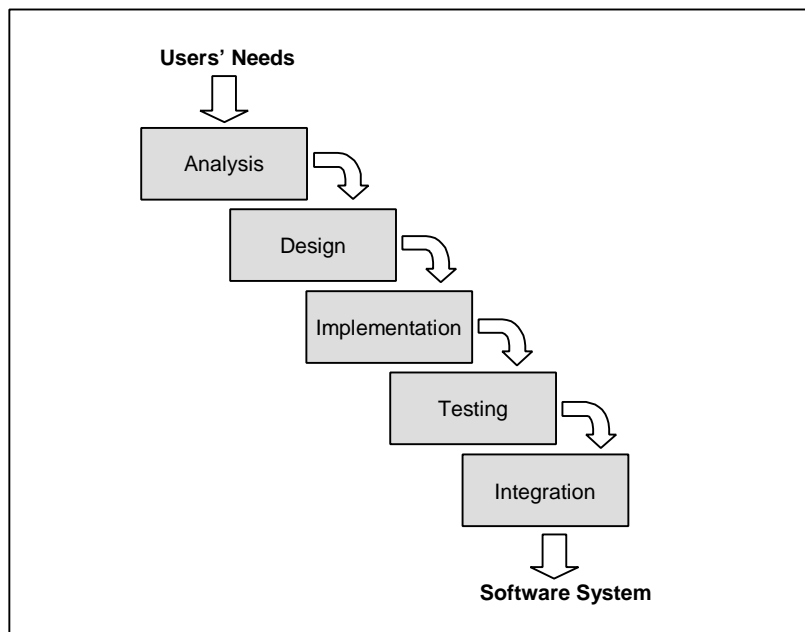 Users’ Needs
Analysis
Design
Implementation
Testing
Integration
Software System